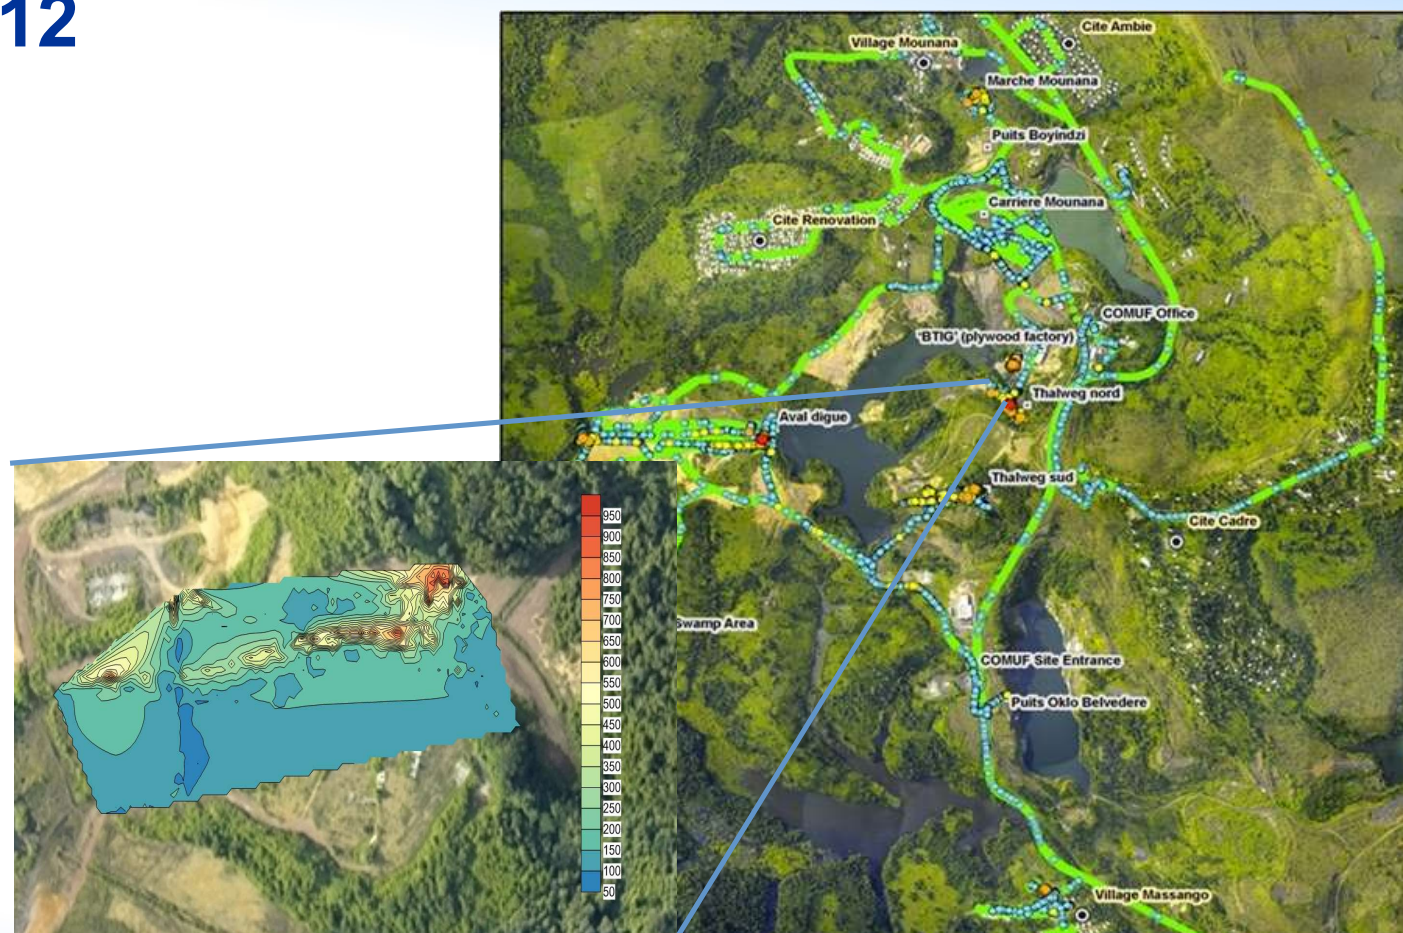 12
Cite Ambie
Village Mounana
Marche Mounana
Puits Boyindzi
Carriere Mounana
Cite Renovation
COMUF Office
'BTIG' (plywood factory)
Thalweg nord
Aval digue
Thalweg sud
Cite Cadre
Swamp Area
COMUF Site Entrance
Puits Oklo Belvedere
Village Massango
950
900
850
800
750
700
650
600
550
500
450
400
350
300
250
200
150
100
50